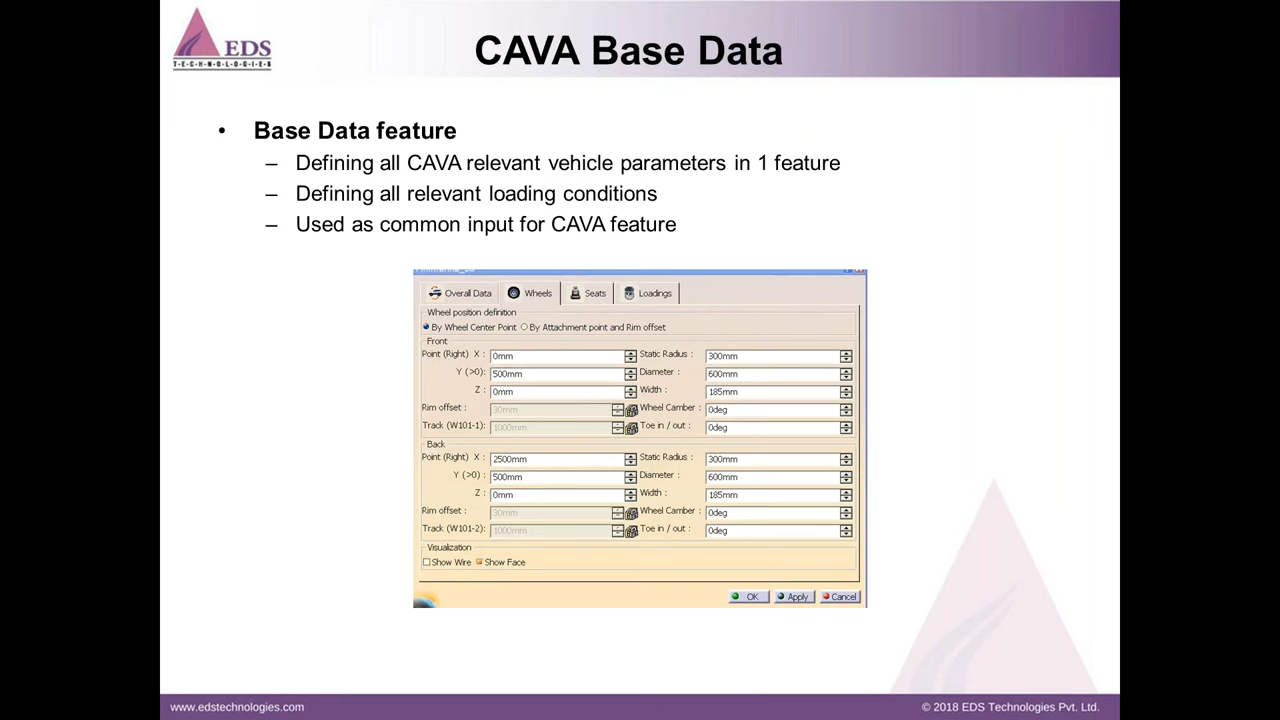 EDS
T·E·C·H·N·O·L·O·G·I·E·S
CAVA Base Data
• Base Data feature
– Defining all CAVA relevant vehicle parameters in 1 feature
– Defining all relevant loading conditions
– Used as common input for CAVA feature
Overall Data Wheels Seats Loadings
Wheel position definition
By Wheel Center Point By Attachment point and Rim offset
Front
Point (Right) X : 0mm Static Radius : 300mm
Y (>0): 500mm Diameter : 600mm
Z : 0mm Width : 185mm
Rim offset : 30mm Wheel Camber : 0deg
Track (W101-1): 1000mm Toe in / out : 0deg
Back
Point (Right) X : 2500mm Static Radius : 300mm
Y (>0) : 500mm Diameter : 600mm
Z : 0mm Width : 185mm
Rim offset : 30mm Wheel Camber : 0deg
Track (W101-2): 1000mm Toe in / out : 0deg
Visualization
Show Wire Show Face
OK Apply Cancel
www.edstechnologies.com © 2018 EDS Technologies Pvt. Ltd.